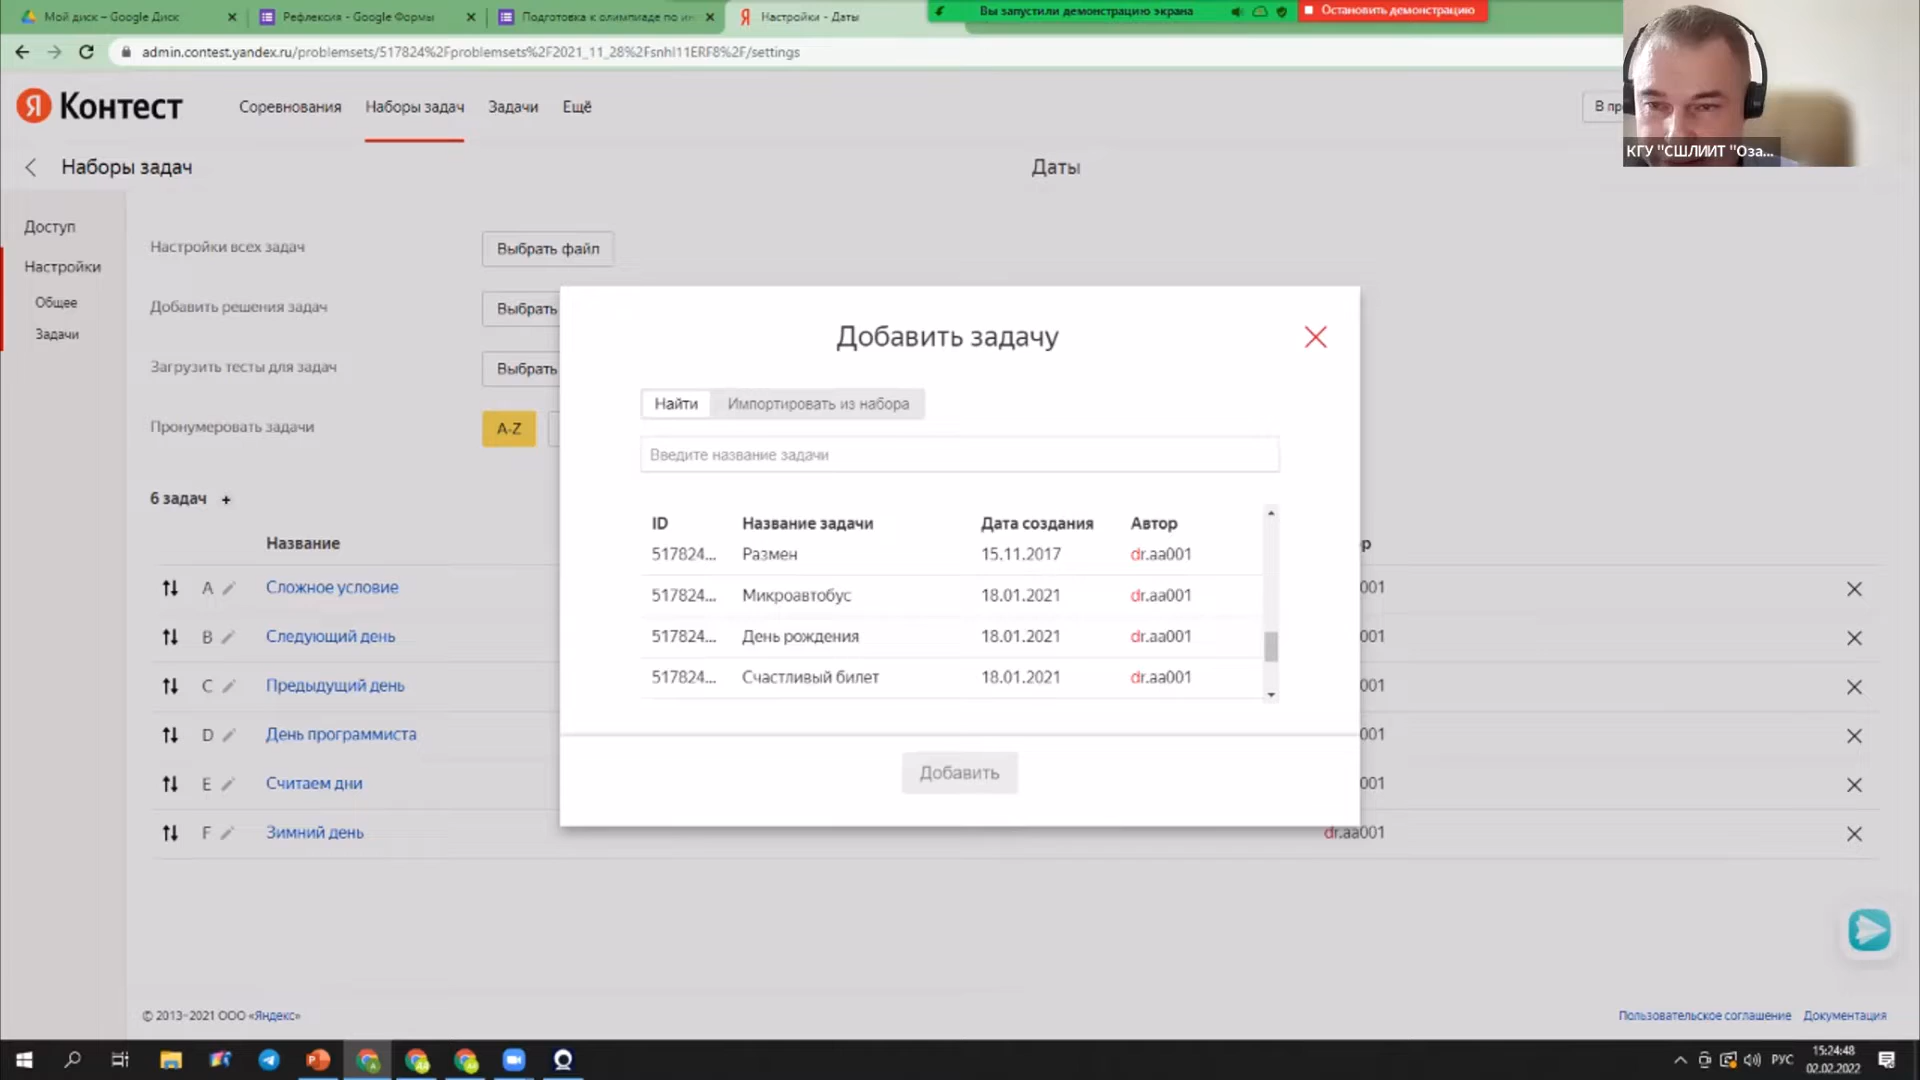 Мой диск – Google Диск
Рефлексия - Google Формы
Подготовка к олимпиаде по ин
Настройки - Даты
Вы запустили демонстрацию экрана
Остановить демонстрацию
admin.contest.yandex.ru/problemsets/517824%2Fproblemsets%2F2021_11_28%2Fsnhl11ERF8%2F/settings
Я Контест
Соревнования
Наборы задач
Задачи
Ещё
В пр
КГУ "СШЛИИТ "Оза...
Наборы задач
Даты
Доступ
Настройки
Общее
Задачи
Настройки всех задач
Выбрать файл
Добавить решения задач
Выбрать
Загрузить тесты для задач
Выбрать
Пронумеровать задачи
A-Z
6 задач +
Название
р
A Сложное условие 001
B Следующий день 001
C Предыдущий день 001
D День программиста 001
E Считаем дни 001
F Зимний день dr.aa001
Добавить задачу
Найти
Импортировать из набора
Введите название задачи
ID Название задачи Дата создания Автор
517824... Размен 15.11.2017 dr.aa001
517824... Микроавтобус 18.01.2021 dr.aa001
517824... День рождения 18.01.2021 dr.aa001
517824... Счастливый билет 18.01.2021 dr.aa001
Добавить
© 2013–2021 ООО «Яндекс»
Пользовательское соглашение
Документация
РУС
15:24:48
02.02.2022